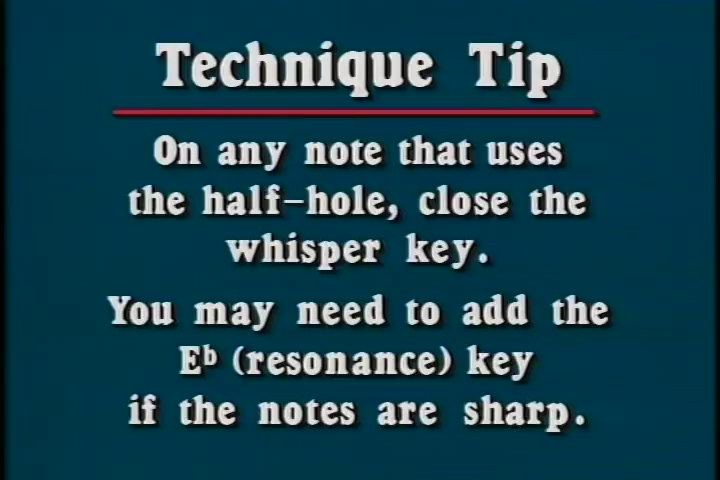 Technique Tip
On any note that uses
the half-hole, close the
whisper key.
You may need to add the
E♭ (resonance) key
if the notes are sharp.